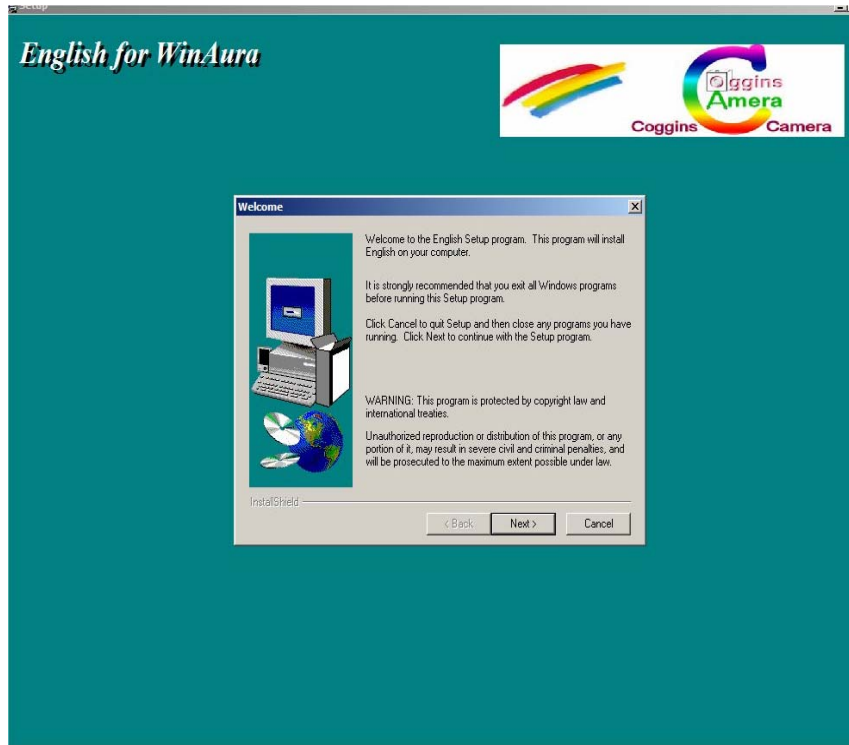 Setup
English for WinAura
Oggins
Amera
Coggins Camera
Welcome
Welcome to the English Setup program. This program will install
English on your computer.
It is strongly recommended that you exit all Windows programs
before running this Setup program.
Click Cancel to quit Setup and then close any programs you have
running. Click Next to continue with the Setup program.
WARNING: This program is protected by copyright law and
international treaties.
Unauthorized reproduction or distribution of this program, or any
portion of it, may result in severe civil and criminal penalties, and
will be prosecuted to the maximum extent possible under law.
InstallShield
< Back Next > Cancel